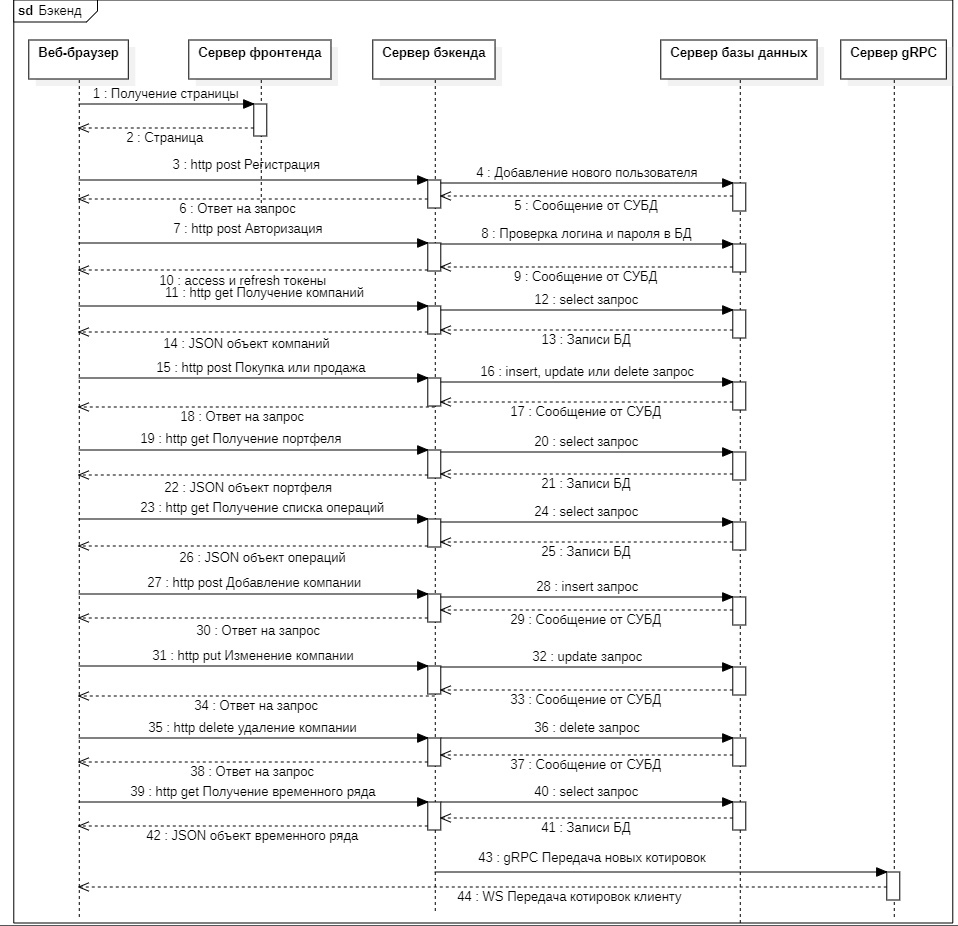 sd Бэкенд
Веб-браузер
Сервер фронтенда
Сервер бэкенда
Сервер базы данных
Сервер gRPC
1 : Получение страницы
2 : Страница
3 : http post Регистрация
4 : Добавление нового пользователя
5 : Сообщение от СУБД
6 : Ответ на запрос
7 : http post Авторизация
8 : Проверка логина и пароля в БД
9 : Сообщение от СУБД
10 : access и refresh токены
11 : http get Получение компаний
12 : select запрос
13 : Записи БД
14 : JSON объект компаний
15 : http post Покупка или продажа
16 : insert, update или delete запрос
17 : Сообщение от СУБД
18 : Ответ на запрос
19 : http get Получение портфеля
20 : select запрос
21 : Записи БД
22 : JSON объект портфеля
23 : http get Получение списка операций
24 : select запрос
25 : Записи БД
26 : JSON объект операций
27 : http post Добавление компании
28 : insert запрос
29 : Сообщение от СУБД
30 : Ответ на запрос
31 : http put Изменение компании
32 : update запрос
33 : Сообщение от СУБД
34 : Ответ на запрос
35 : http delete удаление компании
36 : delete запрос
37 : Сообщение от СУБД
38 : Ответ на запрос
39 : http get Получение временного ряда
40 : select запрос
41 : Записи БД
42 : JSON объект временного ряда
43 : gRPC Передача новых котировок
44 : WS Передача котировок клиенту